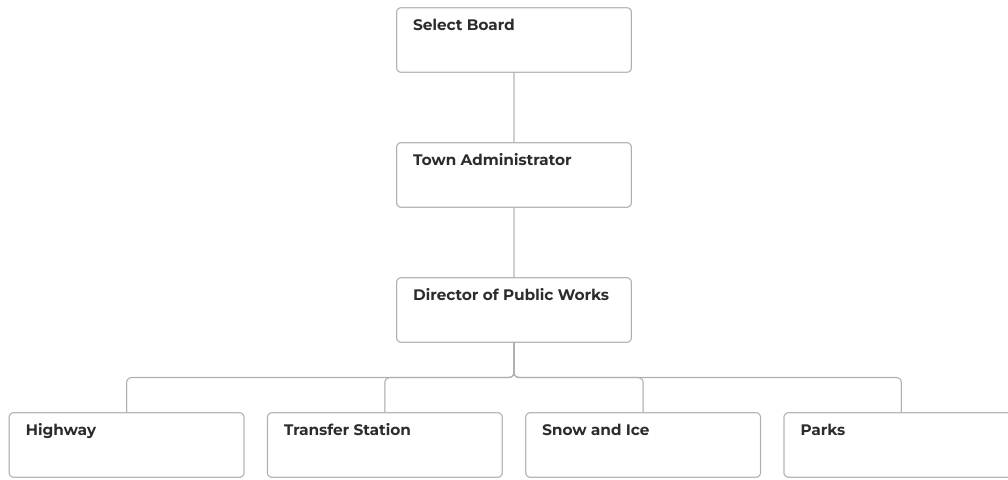 Select Board
Town Administrator
Director of Public Works
Highway
Transfer Station
Snow and Ice
Parks